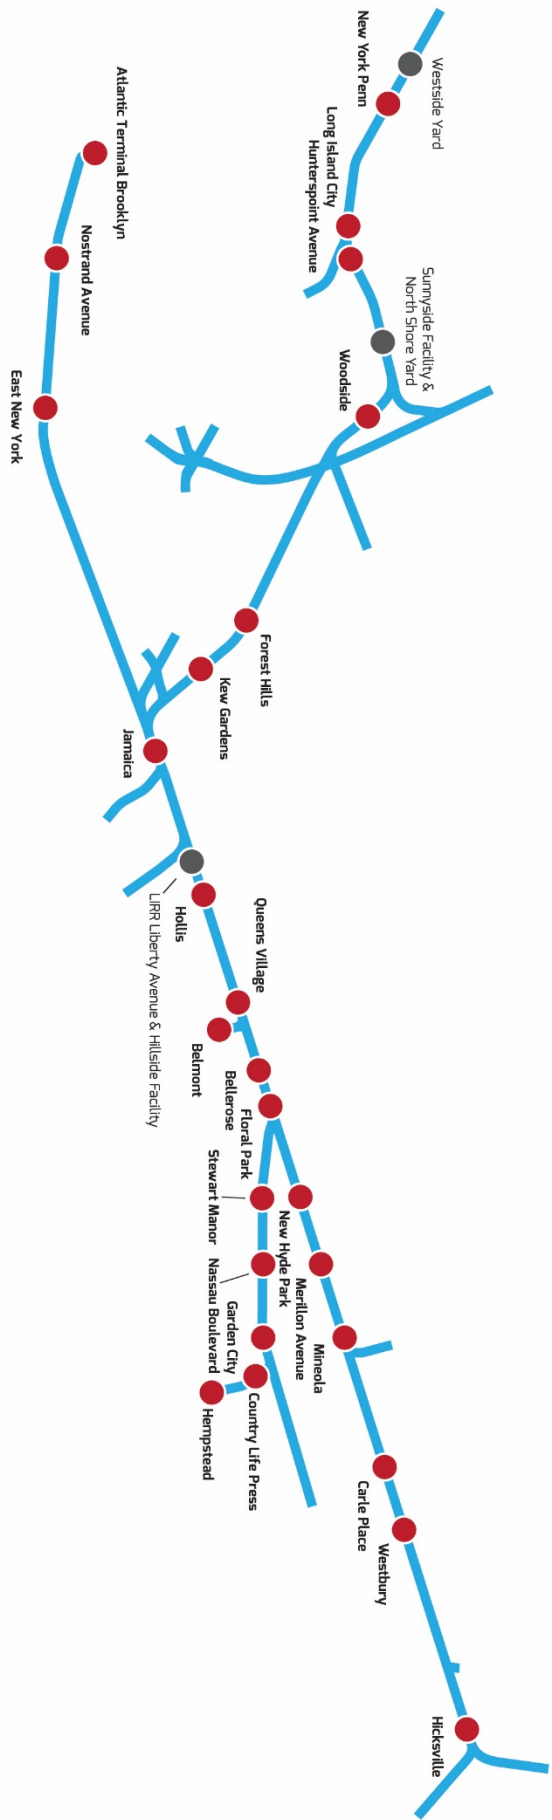 Westside Yard
New York Penn
Long Island City
Hunterspoint Avenue
Sunnyside Facility &
North Shore Yard
Woodside
Atlantic Terminal Brooklyn
Nostrand Avenue
East New York
Forest Hills
Kew Gardens
Jamaica
Hollis
LIRR Liberty Avenue & Hillside Facility
Queens Village
Belmont
Bellerose
Floral Park
Stewart Manor
New Hyde Park
Nassau Boulevard
Merillon Avenue
Garden City
Mineola
Country Life Press
Hempstead
Carle Place
Westbury
Hicksville